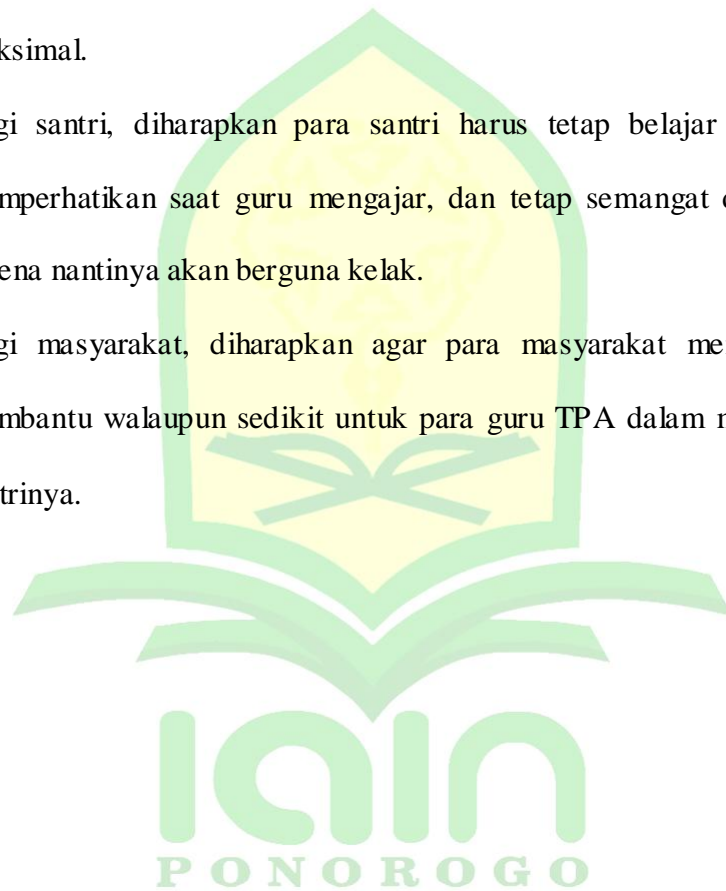 ksimal.
gi santri, diharapkan para santri harus tetap belajar
mperhatikan saat guru mengajar, dan tetap semangat
ena nantinya akan berguna kelak.
gi masyarakat, diharapkan agar para masyarakat me
mbantu walaupun sedikit untuk para guru TPA dalam
trinya.
IAIN
PONOROGO